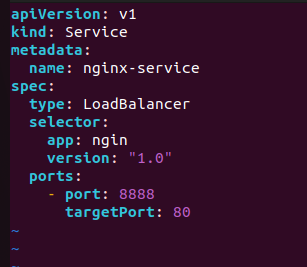 apiVersion: v1
kind: Service
metadata:
  name: nginx-service
spec:
  type: LoadBalancer
  selector:
    app: ngin
    version: "1.0"
  ports:
    - port: 8888
      targetPort: 80
~
~
~